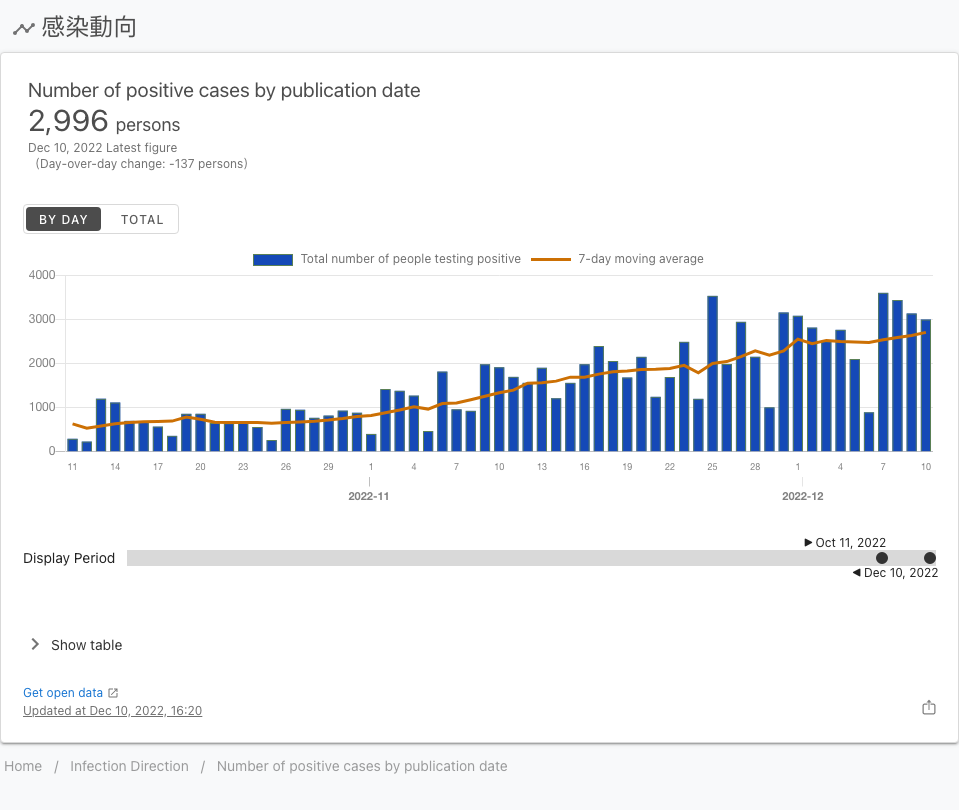 感染動向
Number of positive cases by publication date
2,996 persons
Dec 10, 2022 Latest figure
(Day-over-day change: -137 persons)
BY DAY TOTAL
Total number of people testing positive 7-day moving average
4000
3000
2000
1000
0
11 14 17 20 23 26 29 1 4 7 10 13 16 19 22 25 28 1 4 7 10
2022-11 2022-12
Oct 11, 2022
Display Period
Dec 10, 2022
Show table
Get open data
Updated at Dec 10, 2022, 16:20
Home / Infection Direction / Number of positive cases by publication date